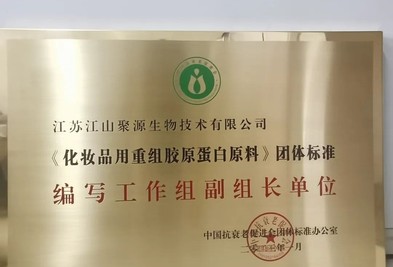 江苏江山聚源生物技术有限公司
《化妆品用重组胶原蛋白原料》团体标准
编写工作组副组长单位
中国抗衰老促进会团体标准办公室